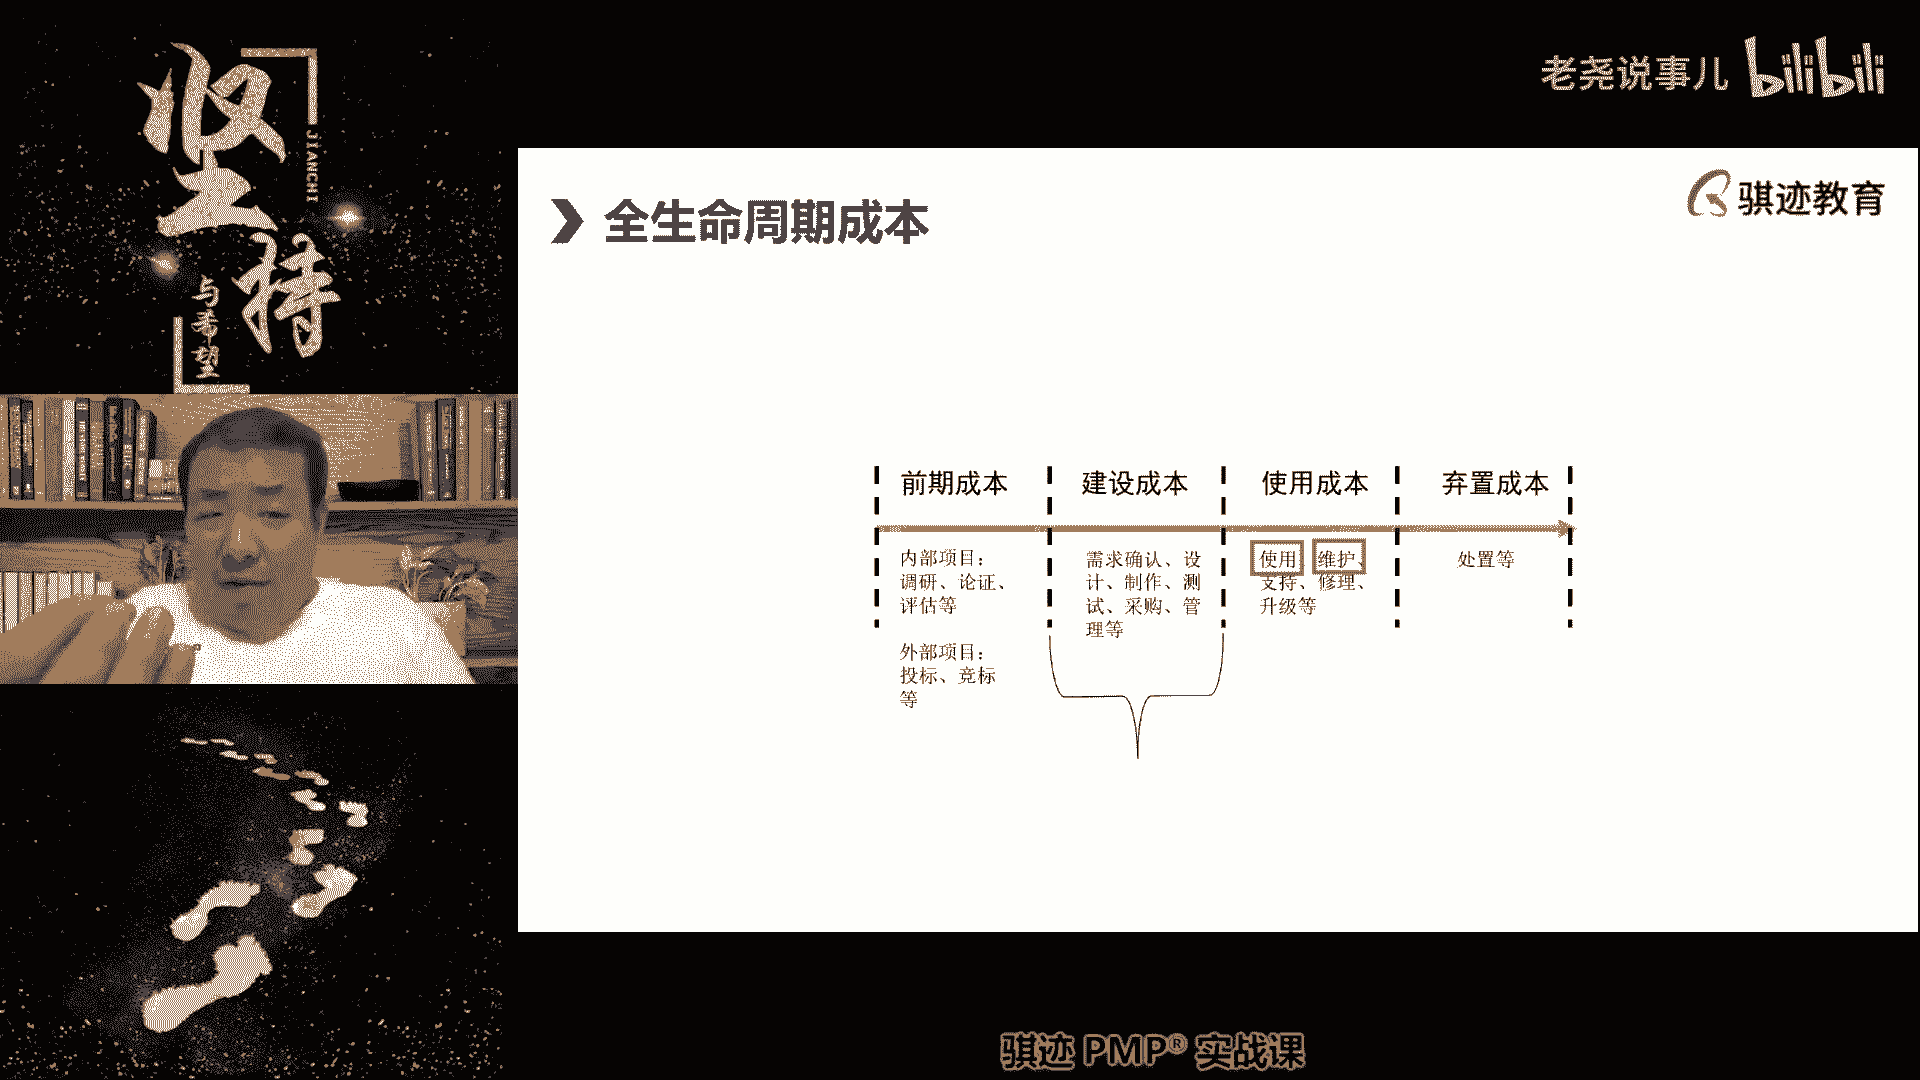 坚持
JIANCHI
与希望
老尧说事儿 bilibili
骐迹教育
全生命周期成本
前期成本 建设成本 使用成本 弃置成本
内部项目：
调研、论证、
评估等
外部项目：
投标、竞标
等
需求确认、设
计、制作、测
试、采购、管
理等
使用 维护、
支持、修理、
升级等
处置等
骐迹 PMP® 实战课